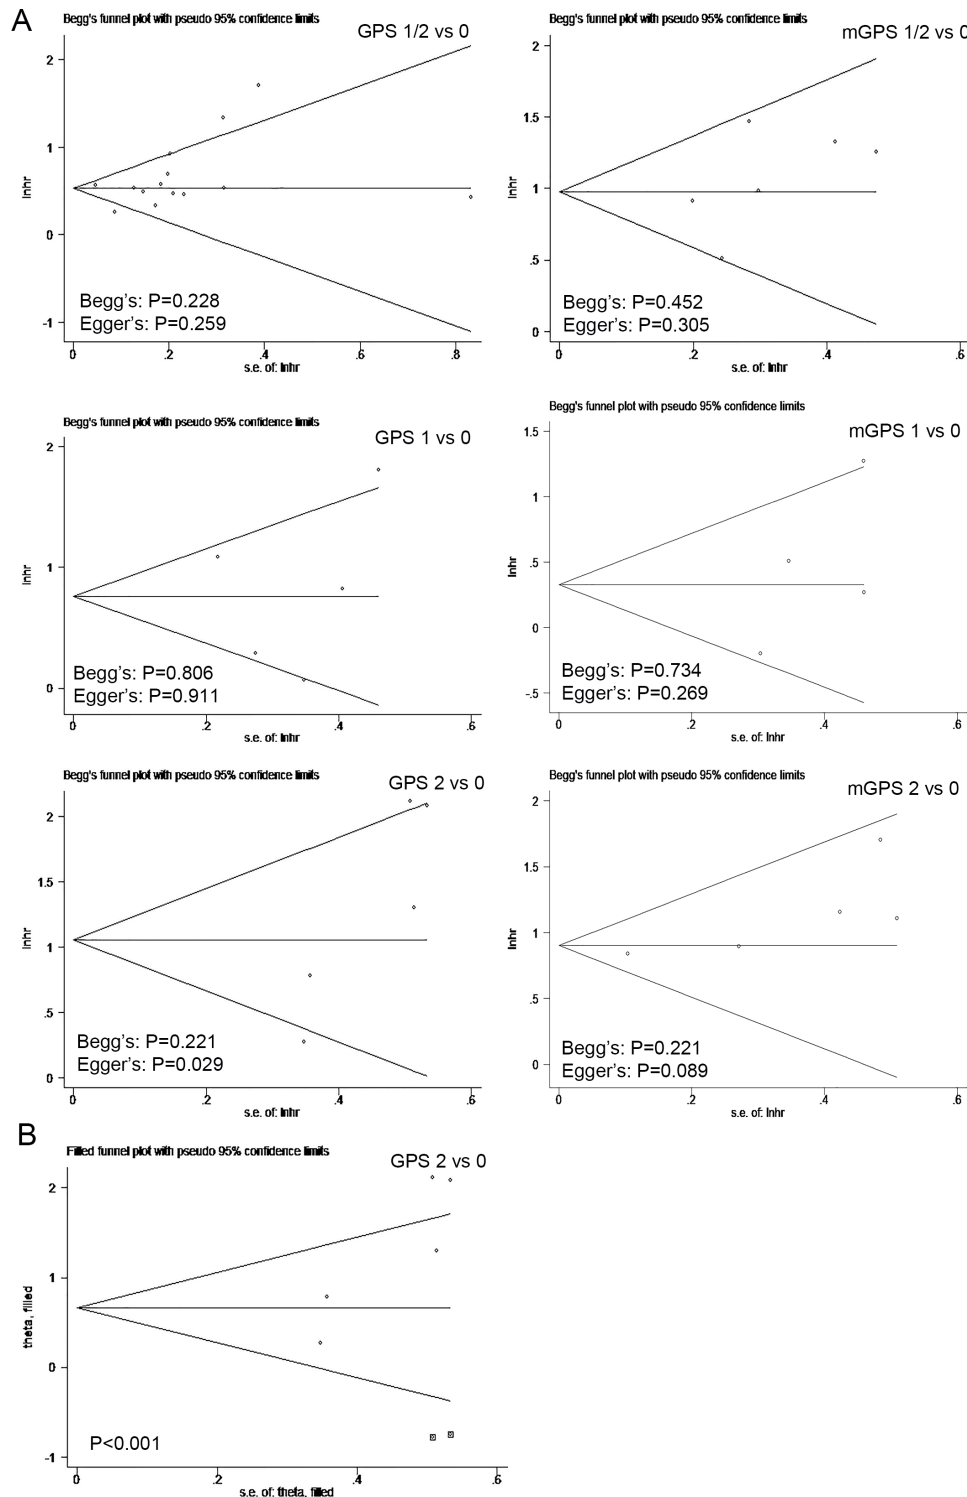 A
Begg's funnel plot with pseudo 95% confidence limits
GPS 1/2 vs 0
2
1
0
-1
lnhr
Begg's: P=0.228
Egger's: P=0.259
0 .2 .4 .6 .8
s.e. of: lnhr
Begg's funnel plot with pseudo 95% confidence limits
mGPS 1/2 vs 0
2
1.5
1
.5
0
lnhr
Begg's: P=0.452
Egger's: P=0.305
0 .2 .4 .6
s.e. of: lnhr
Begg's funnel plot with pseudo 95% confidence limits
GPS 1 vs 0
2
1
0
lnhr
Begg's: P=0.806
Egger's: P=0.911
0 .2 .4 .6
s.e. of: lnhr
Begg's funnel plot with pseudo 95% confidence limits
mGPS 1 vs 0
1.5
1
.5
0
-.5
lnhr
Begg's: P=0.734
Egger's: P=0.269
0 .2 .4 .6
s.e. of: lnhr
Begg's funnel plot with pseudo 95% confidence limits
GPS 2 vs 0
2
1.5
1
.5
0
lnhr
Begg's: P=0.221
Egger's: P=0.029
0 .2 .4 .6
s.e. of: lnhr
Begg's funnel plot with pseudo 95% confidence limits
mGPS 2 vs 0
2
1.5
1
.5
0
lnhr
Begg's: P=0.221
Egger's: P=0.089
0 .2 .4 .6
s.e. of: lnhr
B
Filled funnel plot with pseudo 95% confidence limits
GPS 2 vs 0
2
1
0
-1
theta, filled
P<0.001
0 .2 .4 .6
s.e. of: theta, filled